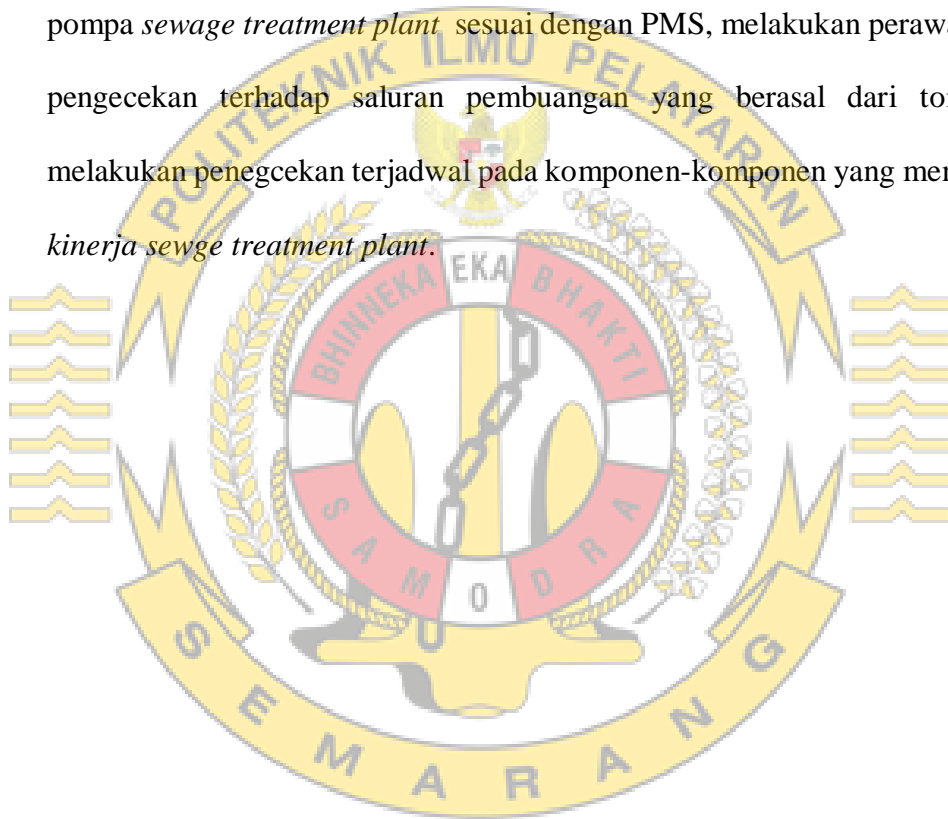 pompa sewage treatment plant sesuai dengan PMS, melakukan
pengecekan terhadap saluran pembuangan yang berasal dari
melakukan penegcekan terjadwal pada komponen-komponen yang
kinerja sewge treatment plant.
POLITEKNIK ILMU PELAYARAN
BHINNEKA EKA BHAKTI
SAMODRA
SEMARANG